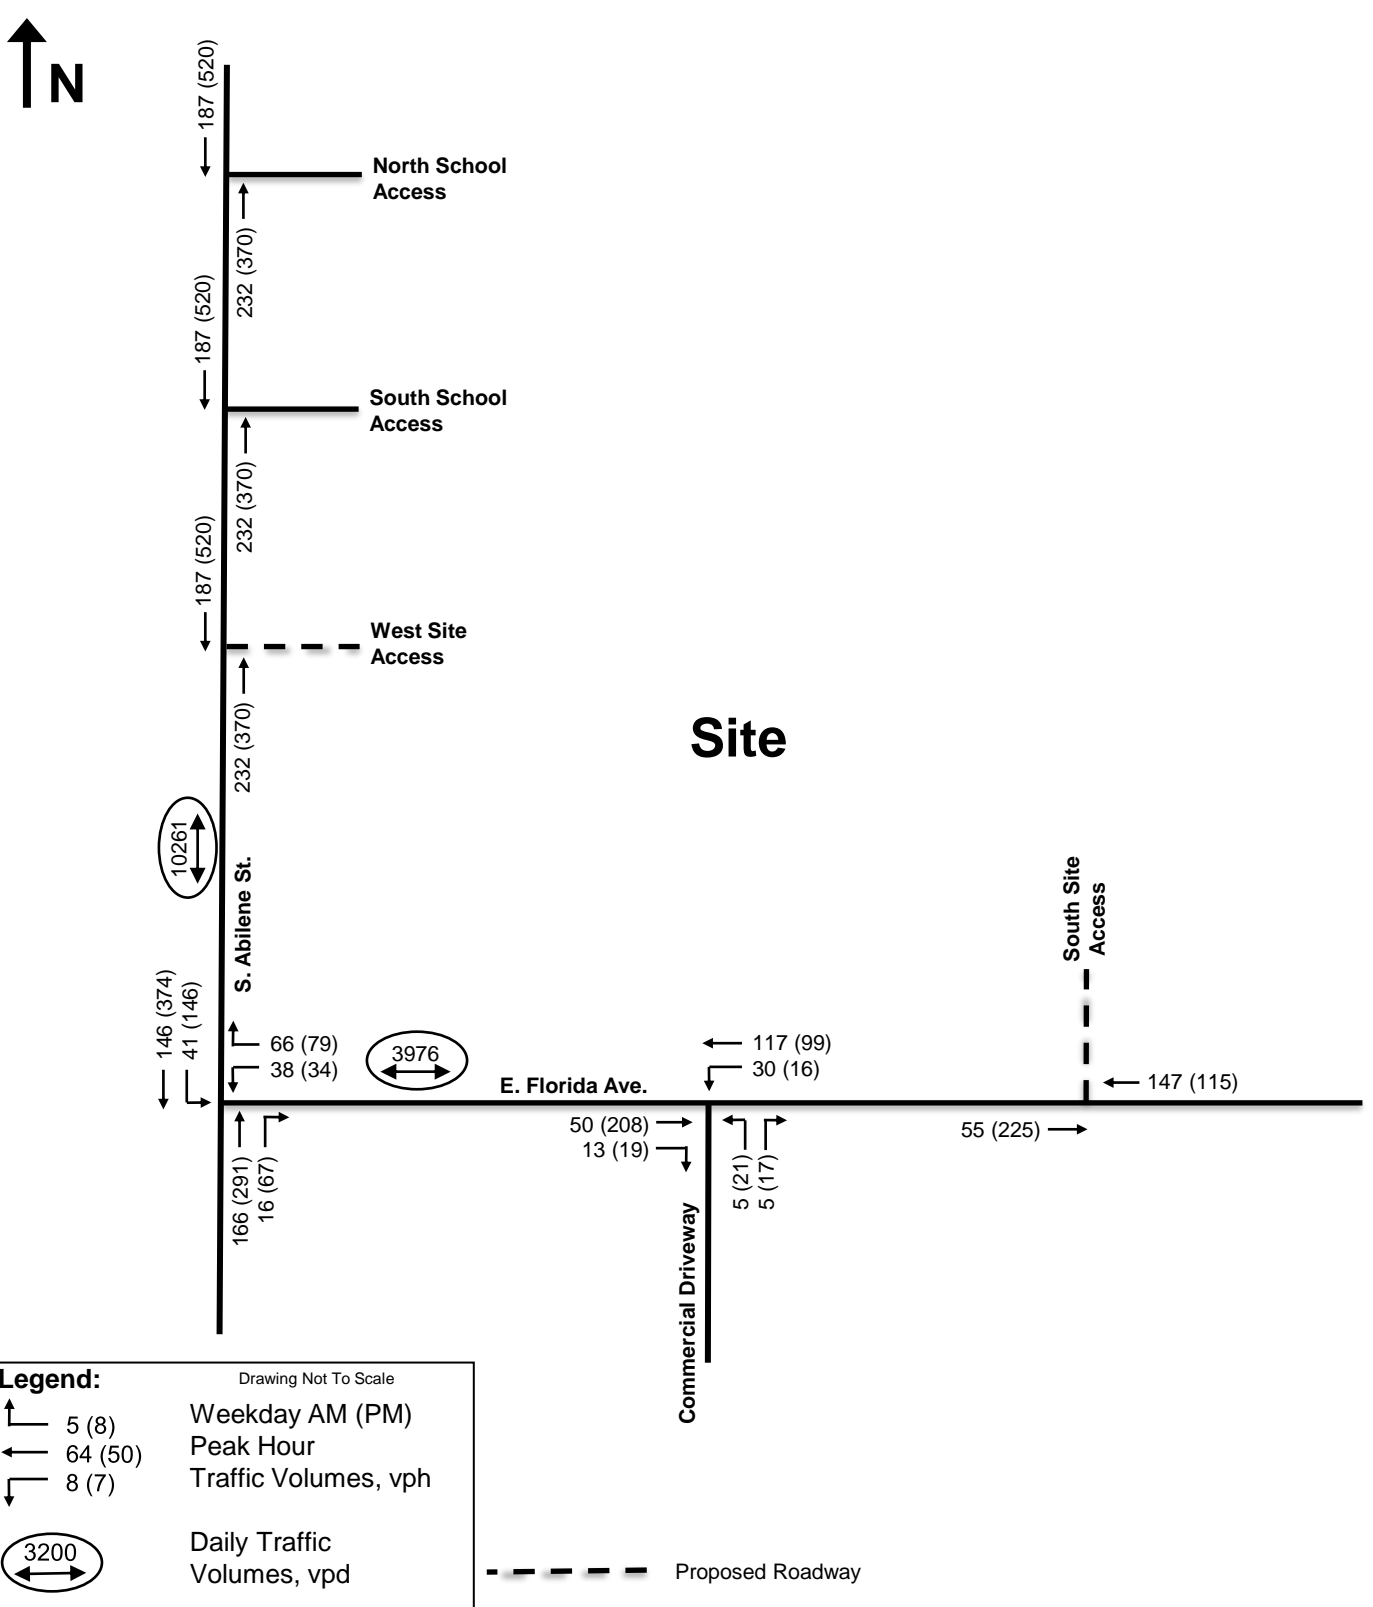 N
187 (520)
North School
Access
232 (370)
187 (520)
South School
Access
232 (370)
187 (520)
West Site
Access
232 (370)
Site
10261
S. Abilene St.
South Site
Access
146 (374)
41 (146)
66 (79)
38 (34)
3976
E. Florida Ave.
117 (99)
30 (16)
147 (115)
50 (208)
13 (19)
55 (225)
166 (291)
16 (67)
5 (21)
5 (17)
Commercial Driveway
Legend:
Drawing Not To Scale
5 (8)
64 (50)
8 (7)
Weekday AM (PM)
Peak Hour
Traffic Volumes, vph
3200
Daily Traffic
Volumes, vpd
Proposed Roadway